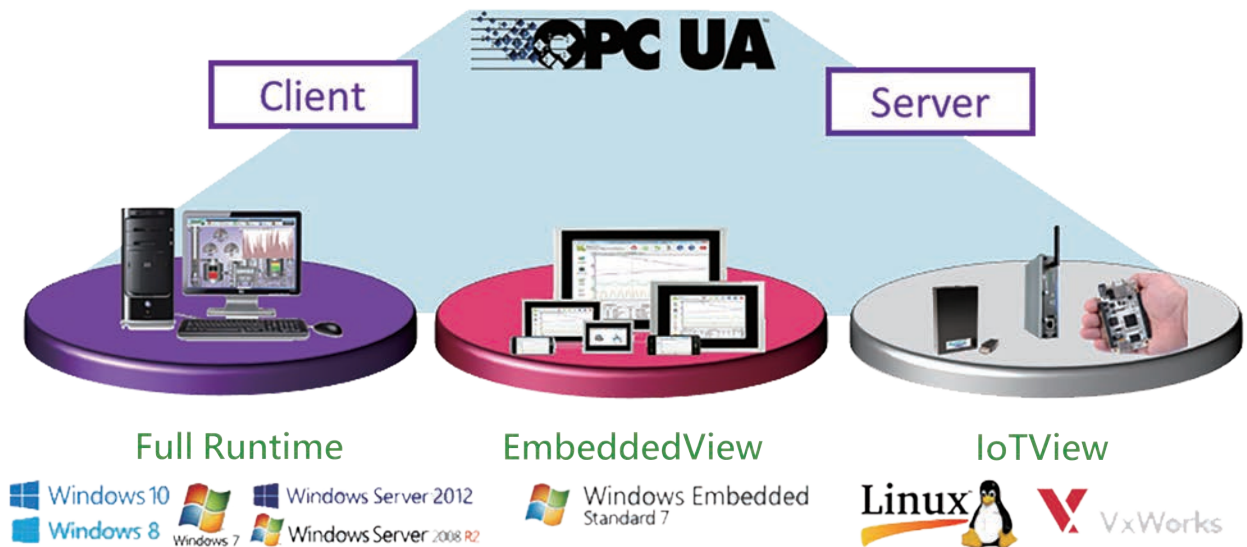 OPC UA
Client
Server
Full Runtime
EmbeddedView
IoTView
Windows 10
Windows 8
Windows 7
Windows Server 2012
Windows Server 2008 R2
Windows Embedded
Standard 7
Linux
VxWorks